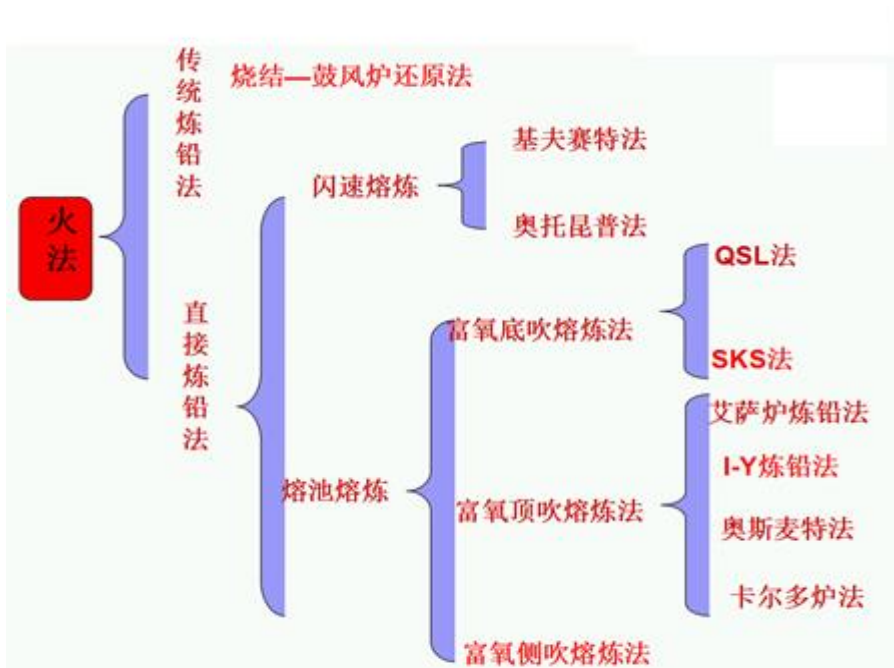 火法
传统炼铅法
烧结—鼓风炉还原法
直接炼铅法
闪速熔炼
基夫赛特法
奥托昆普法
熔池熔炼
富氧底吹熔炼法
QSL法
SKS法
富氧顶吹熔炼法
艾萨炉炼铅法
I-Y炼铅法
奥斯麦特法
卡尔多炉法
富氧侧吹熔炼法